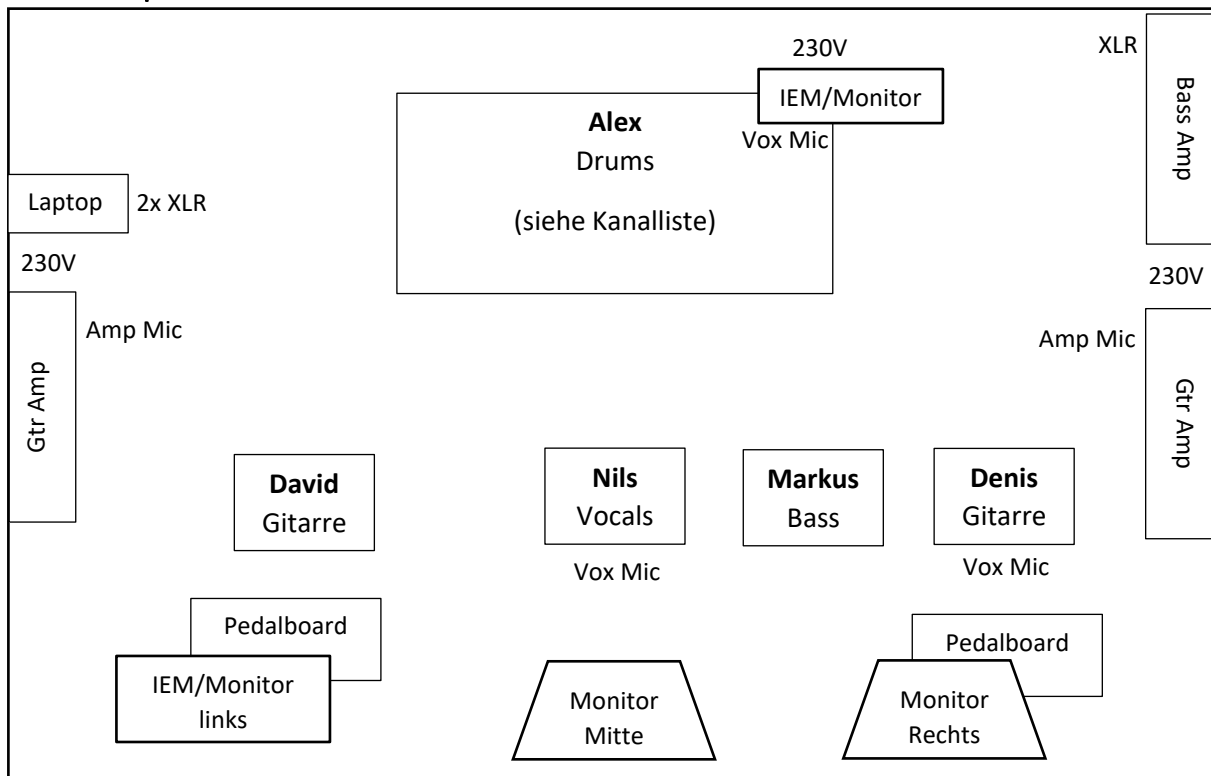 230V
XLR
IEM/Monitor
Bass Amp
Alex
Vox Mic
Drums
Laptop
2x XLR
(siehe Kanalliste)
230V
230V
Amp Mic
Amp Mic
Gtr Amp
Gtr Amp
David
Gitarre
Nils
Vocals
Markus
Bass
Denis
Gitarre
Vox Mic
Vox Mic
Pedalboard
IEM/Monitor
links
Monitor
Mitte
Pedalboard
Monitor
Rechts